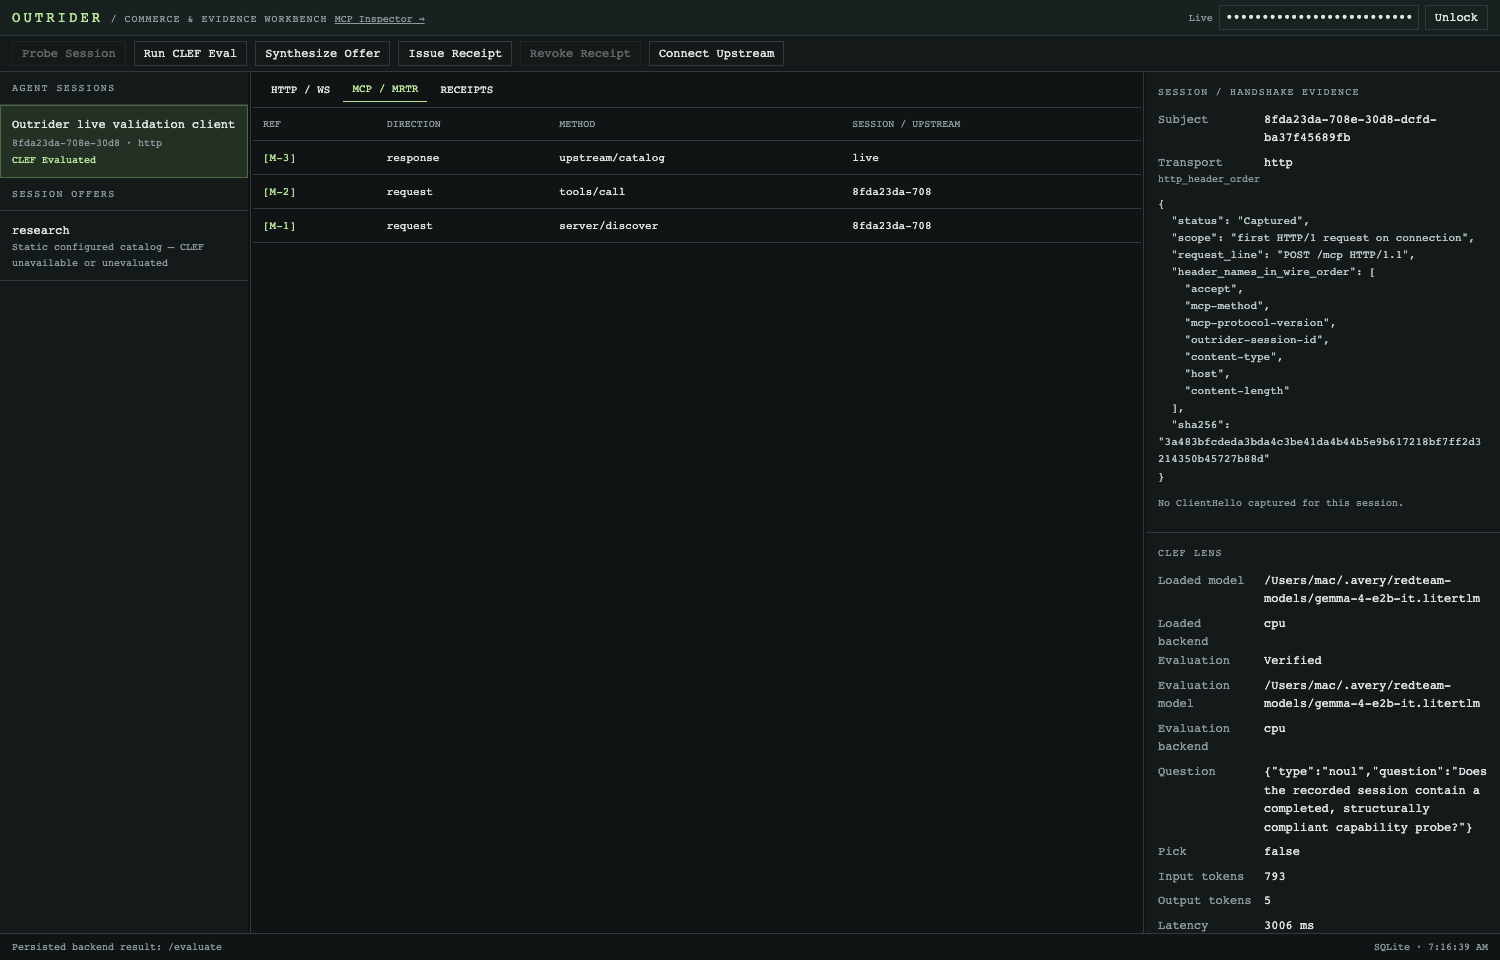 OUTRIDER / COMMERCE & EVIDENCE WORKBENCH MCP Inspector →
Live •••••••••••••••••••••••••• Unlock
Probe Session Run CLEF Eval Synthesize Offer Issue Receipt Revoke Receipt Connect Upstream
AGENT SESSIONS
Outrider live validation client
8fda23da-708e-30d8 · http
CLEF Evaluated
SESSION OFFERS
research
Static configured catalog — CLEF
unavailable or unevaluated
HTTP / WS MCP / MRTR RECEIPTS
REF DIRECTION METHOD SESSION / UPSTREAM
[M-3] response upstream/catalog live
[M-2] request tools/call 8fda23da-708
[M-1] request server/discover 8fda23da-708
SESSION / HANDSHAKE EVIDENCE
Subject 8fda23da-708e-30d8-dcfd-
ba37f45689fb
Transport http
http_header_order
{
"status": "Captured",
"scope": "first HTTP/1 request on connection",
"request_line": "POST /mcp HTTP/1.1",
"header_names_in_wire_order": [
"accept",
"mcp-method",
"mcp-protocol-version",
"outrider-session-id",
"content-type",
"host",
"content-length"
],
"sha256":
"3a483bfcdeda3bda4c3be41da4b44b5e9b617218bf7ff2d3
214350b45727b88d"
}
No ClientHello captured for this session.
CLEF LENS
Loaded model /Users/mac/.avery/redteam-
models/gemma-4-e2b-it.litertlm
Loaded cpu
backend
Evaluation Verified
Evaluation /Users/mac/.avery/redteam-
model models/gemma-4-e2b-it.litertlm
Evaluation cpu
backend
Question {"type":"noul","question":"Does
the recorded session contain a
completed, structurally
compliant capability probe?"}
Pick false
Input tokens 793
Output tokens 5
Latency 3006 ms
Persisted backend result: /evaluate
SQLite · 7:16:39 AM